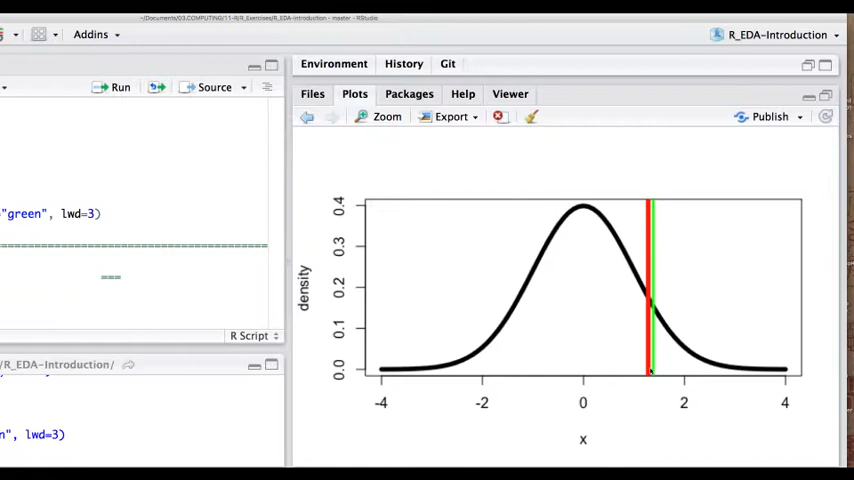 ~/Documents/03.COMPUTING/11-R/R_Exercises/R_EDA-Introduction - master - RStudio
Addins
R_EDA-Introduction
Environment History Git
Run Source
Files Plots Packages Help Viewer
Zoom Export Publish
"green", lwd=3)
===
R Script
/R_EDA-Introduction/
n", lwd=3)
density
0.0 0.1 0.2 0.3 0.4
-4 -2 0 2 4
x